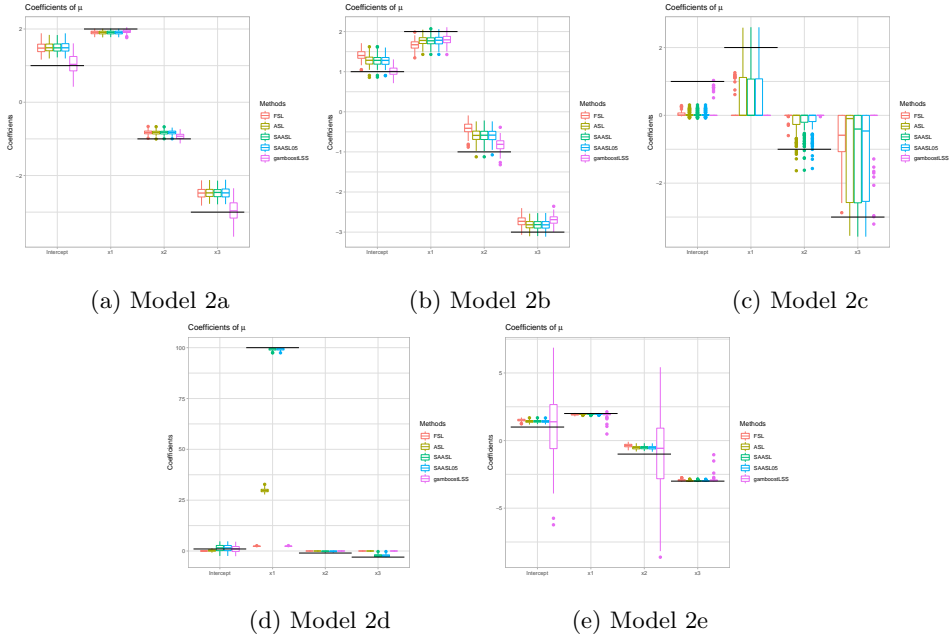 Coefficients of μ
Coefficients
2
0
−2
Intercept
x1
x2
x3
Methods
FSL
ASL
SAASL
SAASL05
gamboostLSS
(a) Model 2a
Coefficients of μ
Coefficients
2
1
0
−1
−2
−3
Intercept
x1
x2
x3
Methods
FSL
ASL
SAASL
SAASL05
gamboostLSS
(b) Model 2b
Coefficients of μ
Coefficients
2
0
−2
Intercept
x1
x2
x3
Methods
FSL
ASL
SAASL
SAASL05
gamboostLSS
(c) Model 2c
Coefficients of μ
Coefficients
100
75
50
25
0
Intercept
x1
x2
x3
Methods
FSL
ASL
SAASL
SAASL05
gamboostLSS
(d) Model 2d
Coefficients of μ
Coefficients
5
0
−5
Intercept
x1
x2
x3
Methods
FSL
ASL
SAASL
SAASL05
gamboostLSS
(e) Model 2e